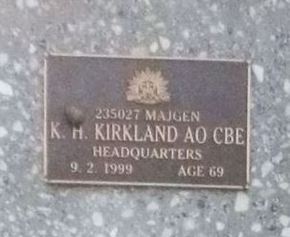 235027 MAJGEN
K. H. KIRKLAND AO CBE
HEADQUARTERS
9. 2. 1999 AGE 69